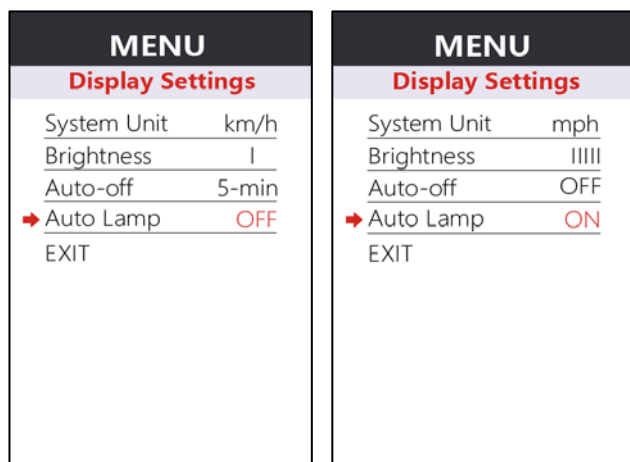 MENU
Display Settings
System Unit km/h
Brightness I
Auto-off 5-min
Auto Lamp OFF
EXIT
MENU
Display Settings
System Unit mph
Brightness IIIII
Auto-off OFF
Auto Lamp ON
EXIT